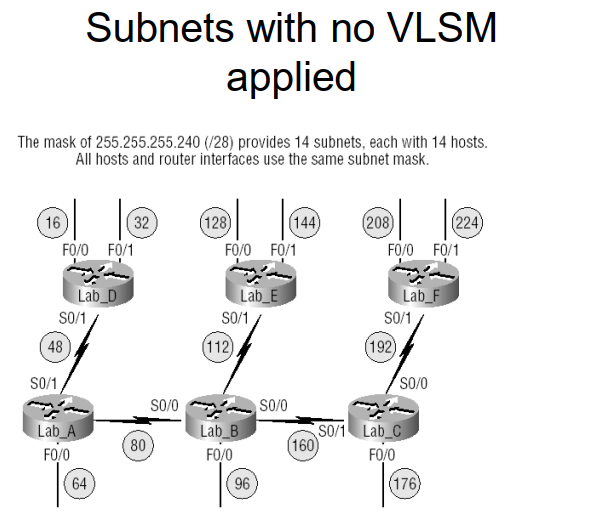 Subnets with no VLSM
applied
The mask of 255.255.255.240 (/28) provides 14 subnets, each with 14 hosts.
All hosts and router interfaces use the same subnet mask.
16 32 128 144 208 224
F0/0 F0/1 F0/0 F0/1 F0/0 F0/1
Lab_D Lab_E Lab_F
S0/1 S0/1 S0/1
48 112 192
S0/1 S0/0
S0/0 S0/0
Lab_A Lab_B S0/1 Lab_C
80 160
F0/0 F0/0 F0/0
64 96 176